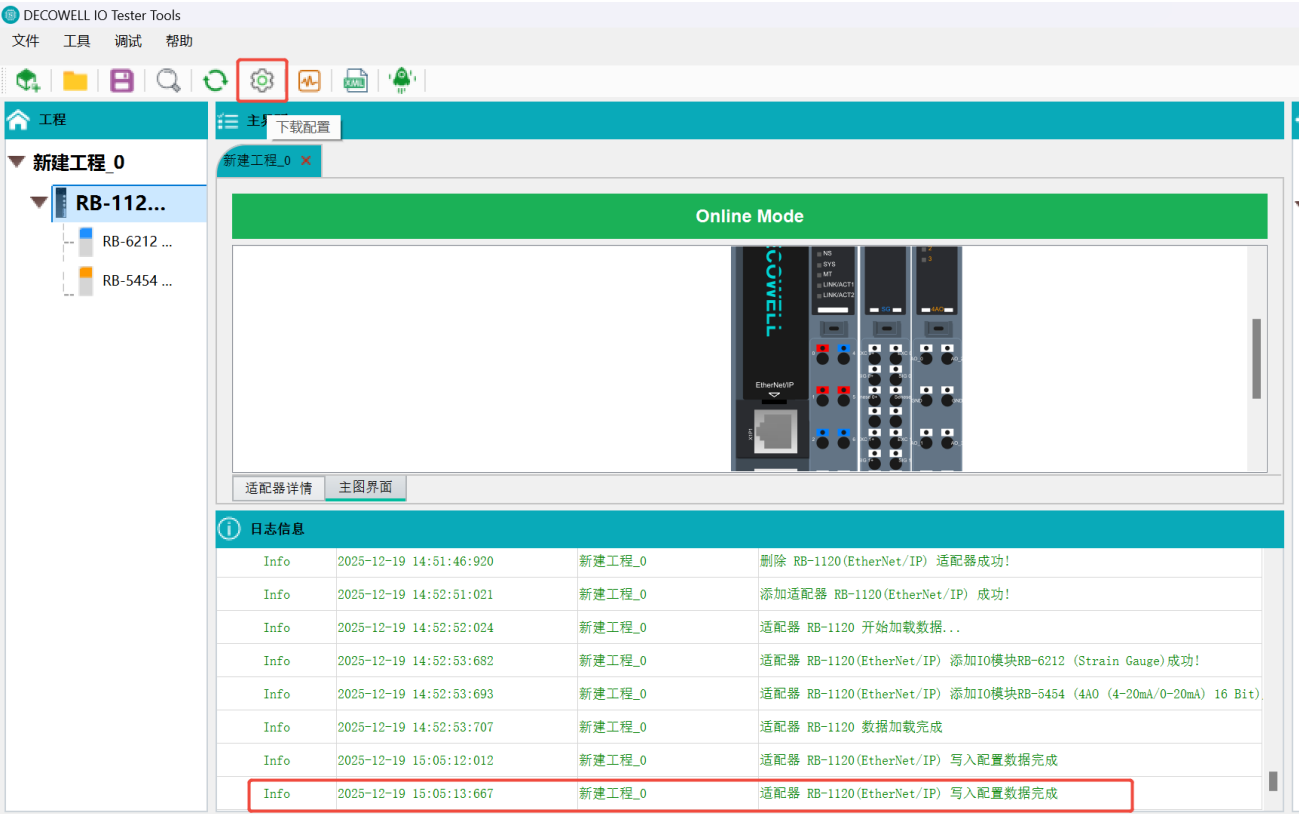 DECOWELL IO Tester Tools
文件 工具 调试 帮助
XML
工程
主界
下载配置
新建工程_0
RB-112...
RB-6212 ...
RB-5454 ...
新建工程_0
Online Mode
DECOWELL
NS
SYS
MT
LINK/ACT1
LINK/ACT2
SG
4AO
EtherNet/IP
适配器详情 主图界面
日志信息
Info 2025-12-19 14:51:46:920 新建工程_0 删除 RB-1120(EtherNet/IP) 适配器成功!
Info 2025-12-19 14:52:51:021 新建工程_0 添加适配器 RB-1120(EtherNet/IP) 成功!
Info 2025-12-19 14:52:52:024 新建工程_0 适配器 RB-1120 开始加载数据...
Info 2025-12-19 14:52:53:682 新建工程_0 适配器 RB-1120(EtherNet/IP) 添加IO模块RB-6212 (Strain Gauge)成功!
Info 2025-12-19 14:52:53:693 新建工程_0 适配器 RB-1120(EtherNet/IP) 添加IO模块RB-5454 (4AO (4-20mA/0-20mA) 16 Bit)
Info 2025-12-19 14:52:53:707 新建工程_0 适配器 RB-1120 数据加载完成
Info 2025-12-19 15:05:12:012 新建工程_0 适配器 RB-1120(EtherNet/IP) 写入配置数据完成
Info 2025-12-19 15:05:13:667 新建工程_0 适配器 RB-1120(EtherNet/IP) 写入配置数据完成